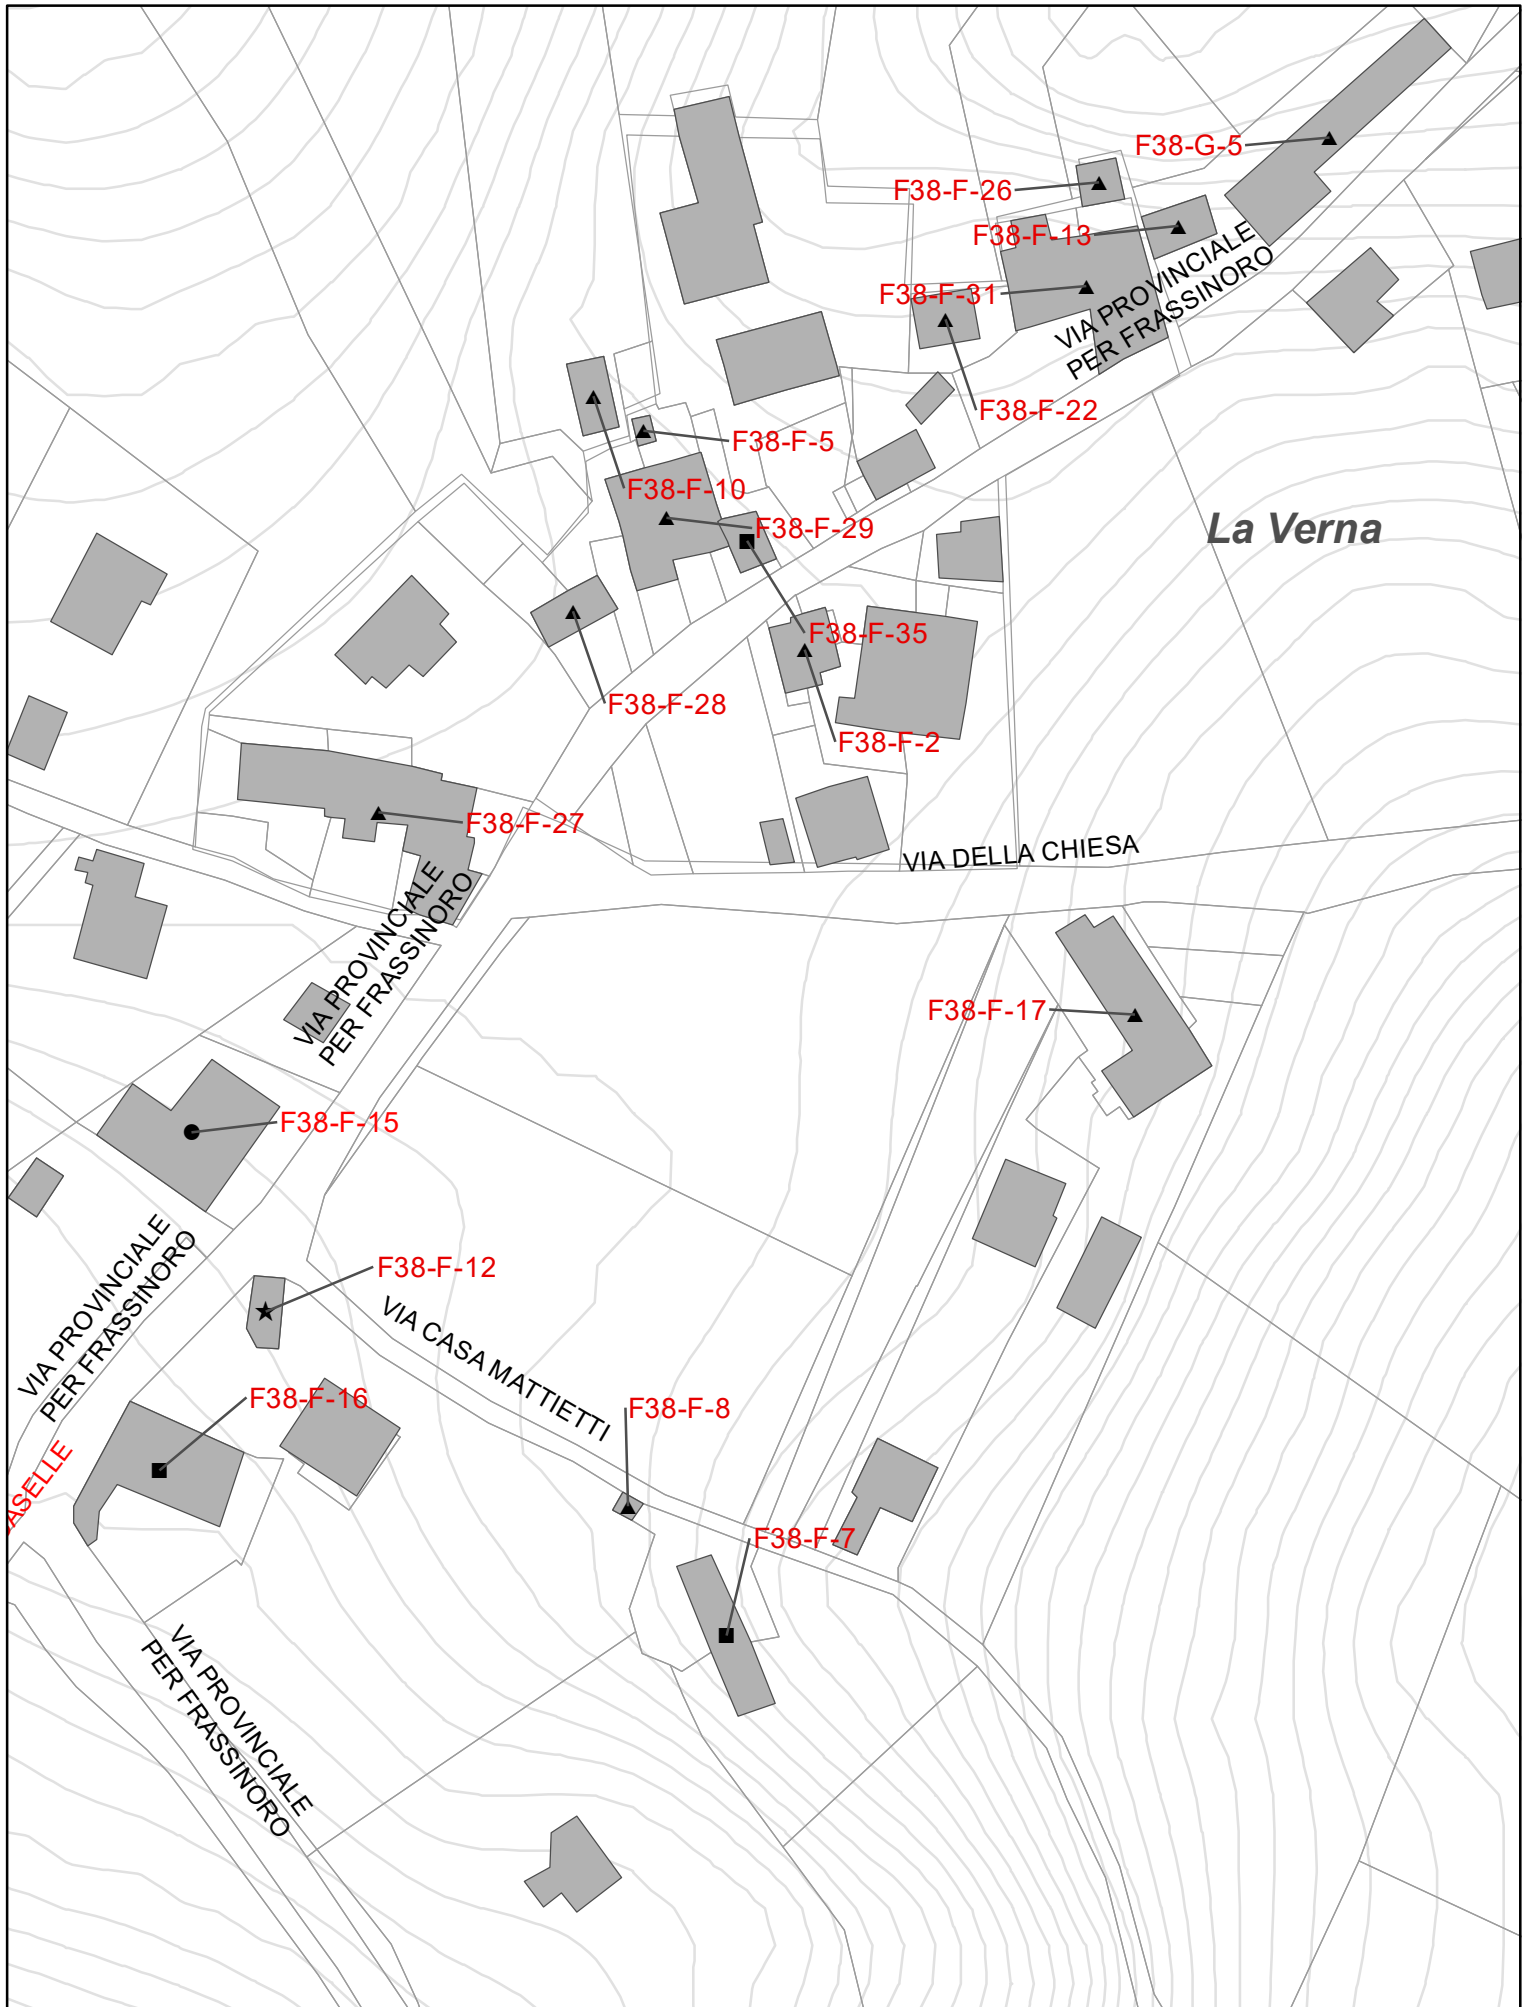 F38-G-5
F38-F-26
F38-F-13
VIA PROVINCIALE
PER FRASSINORO
F38-F-31
F38-F-22
F38-F-5
F38-F-10
F38-F-29
La Verna
F38-F-35
F38-F-28
F38-F-2
F38-F-27
VIA DELLA CHIESA
VIA PROVINCIALE
PER FRASSINORO
F38-F-17
F38-F-15
VIA PROVINCIALE
PER FRASSINORO
F38-F-12
VIA CASA MATTIETTI
F38-F-16
F38-F-8
ASELLE
F38-F-7
VIA PROVINCIALE
PER FRASSINORO